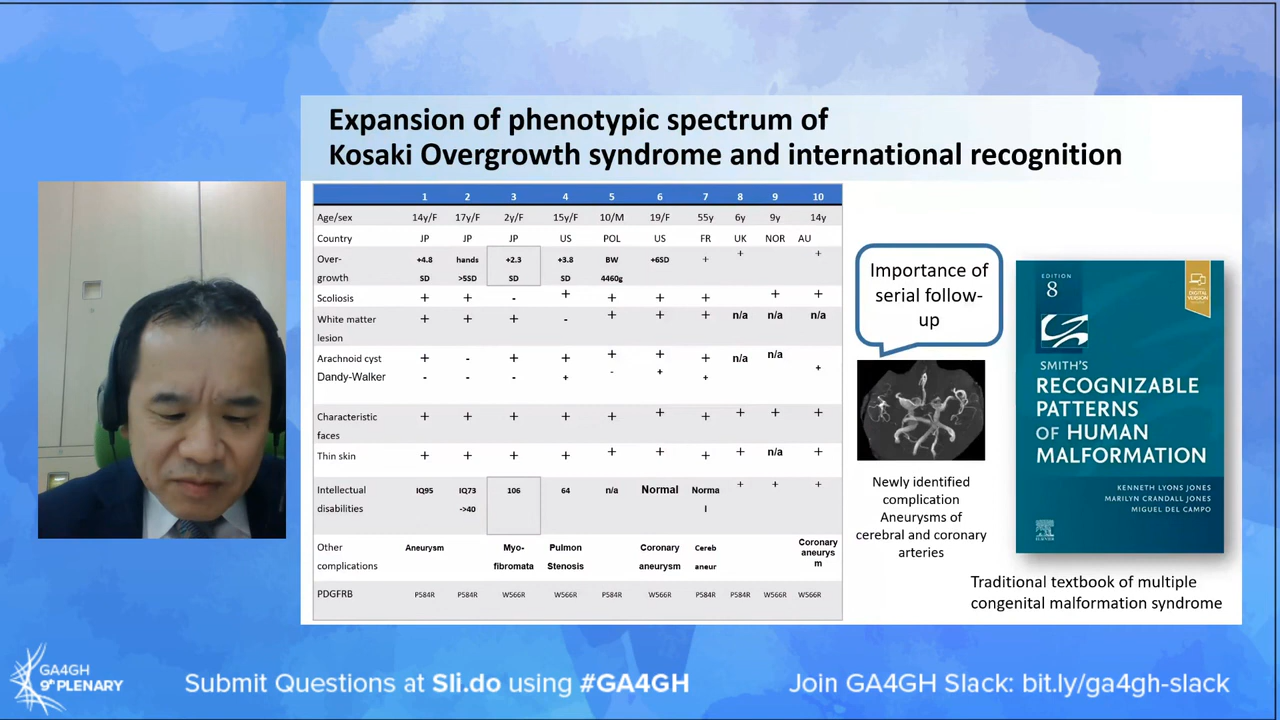 Expansion of phenotypic spectrum of
Kosaki Overgrowth syndrome and international recognition
1 2 3 4 5 6 7 8 9 10
Age/sex 14y/F 17y/F 2y/F 15y/F 10/M 19/F 55y 6y 9y 14y
Country JP JP JP US POL US FR UK NOR AU
Over- +4.8 hands +2.3 +3.8 BW +6SD + + +
growth SD >5SD SD SD 4460g
Scoliosis + + - + + + + + +
White matter + + + - + + + n/a n/a n/a
lesion
Arachnoid cyst + - + + + + + n/a n/a
Dandy-Walker - - - + - + + +
Characteristic + + + + + + + + + +
faces
Thin skin + + + + + + + + n/a +
Intellectual IQ95 IQ73 106 64 n/a Normal Norma + + +
disabilities ->40 l
Other Aneurysm Myo- Pulmon Coronary Cereb Coronary
complications fibromata Stenosis aneurysm aneur aneurys
m
PDGFRB P584R P584R W566R W566R P584R W566R P584R P584R W566R W566R
Importance of
serial follow-
up
Newly identified
complication
Aneurysms of
cerebral and coronary
arteries
EDITION
8
DIGITAL
VERSION
SMITH'S
RECOGNIZABLE
PATTERNS
OF HUMAN
MALFORMATION
KENNETH LYONS JONES
MARILYN CRANDALL JONES
MIGUEL DEL CAMPO
ELSEVIER
Traditional textbook of multiple
congenital malformation syndrome
GA4GH
9th PLENARY
Submit Questions at Sli.do using #GA4GH
Join GA4GH Slack: bit.ly/ga4gh-slack